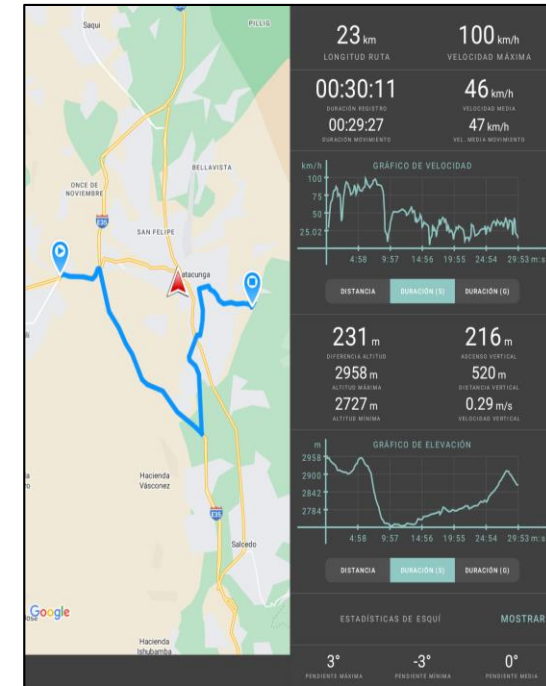 Saqui
PILLIG
BELLAVISTA
ONCE DE
NOVIEMBRE
E35
SAN FELIPE
atacunga
Hacienda
Vásconez
E35
Salcedo
Google
Hacienda
Ishubamba
23 km
LONGITUD RUTA
100 km/h
VELOCIDAD MÁXIMA
00:30:11
DURACIÓN REGISTRO
46 km/h
VELOCIDAD MEDIA
00:29:27
DURACIÓN MOVIMIENTO
47 km/h
VEL. MEDIA MOVIMIENTO
km/h
GRÁFICO DE VELOCIDAD
100
75
50
25.02
4:58 9:57 14:56 19:55 24:54 29:53 m:s
DISTANCIA DURACIÓN (S) DURACIÓN (G)
231 m
DIFERENCIA ALTITUD
216 m
ASCENSO VERTICAL
2958 m
ALTITUD MÁXIMA
520 m
DISTANCIA VERTICAL
2727 m
ALTITUD MÍNIMA
0.29 m/s
VELOCIDAD VERTICAL
m
GRÁFICO DE ELEVACIÓN
2958
2900
2842
2784
4:58 9:57 14:56 19:55 24:54 29:53 m:s
DISTANCIA DURACIÓN (S) DURACIÓN (G)
ESTADÍSTICAS DE ESQUÍ MOSTRAR
3°
PENDIENTE MÁXIMA
-3°
PENDIENTE MÍNIMA
0°
PENDIENTE MEDIA